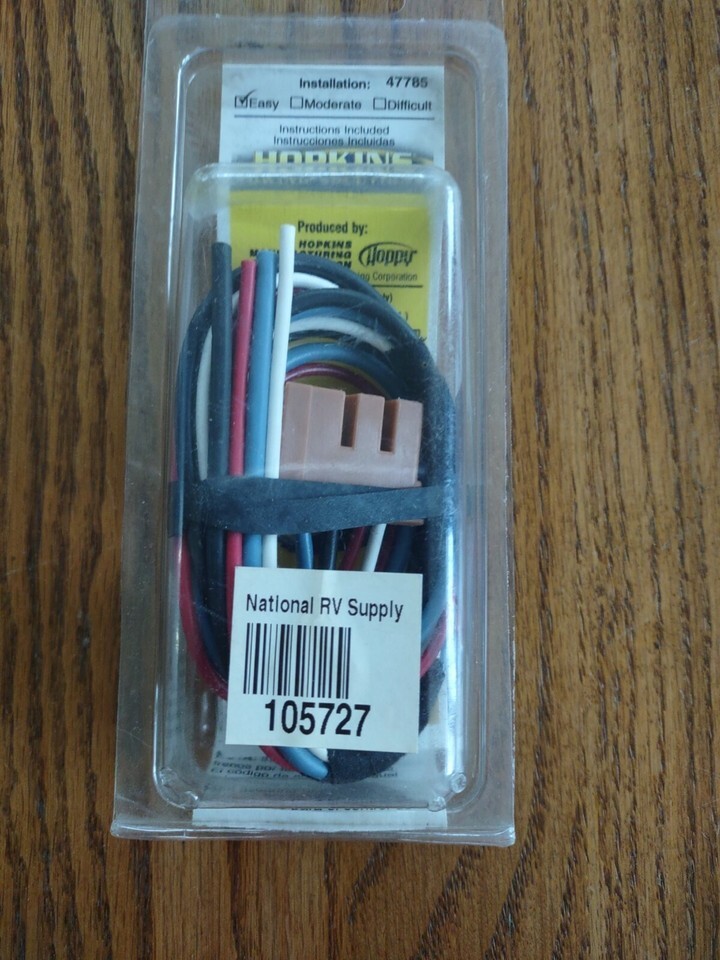 Installation: 47785
Easy Moderate Difficult
Instructions Included
Instrucciones Incluidas
HOPKINS
Produced by:
HOPKINS
Hoppy
Corporation
National RV Supply
105727